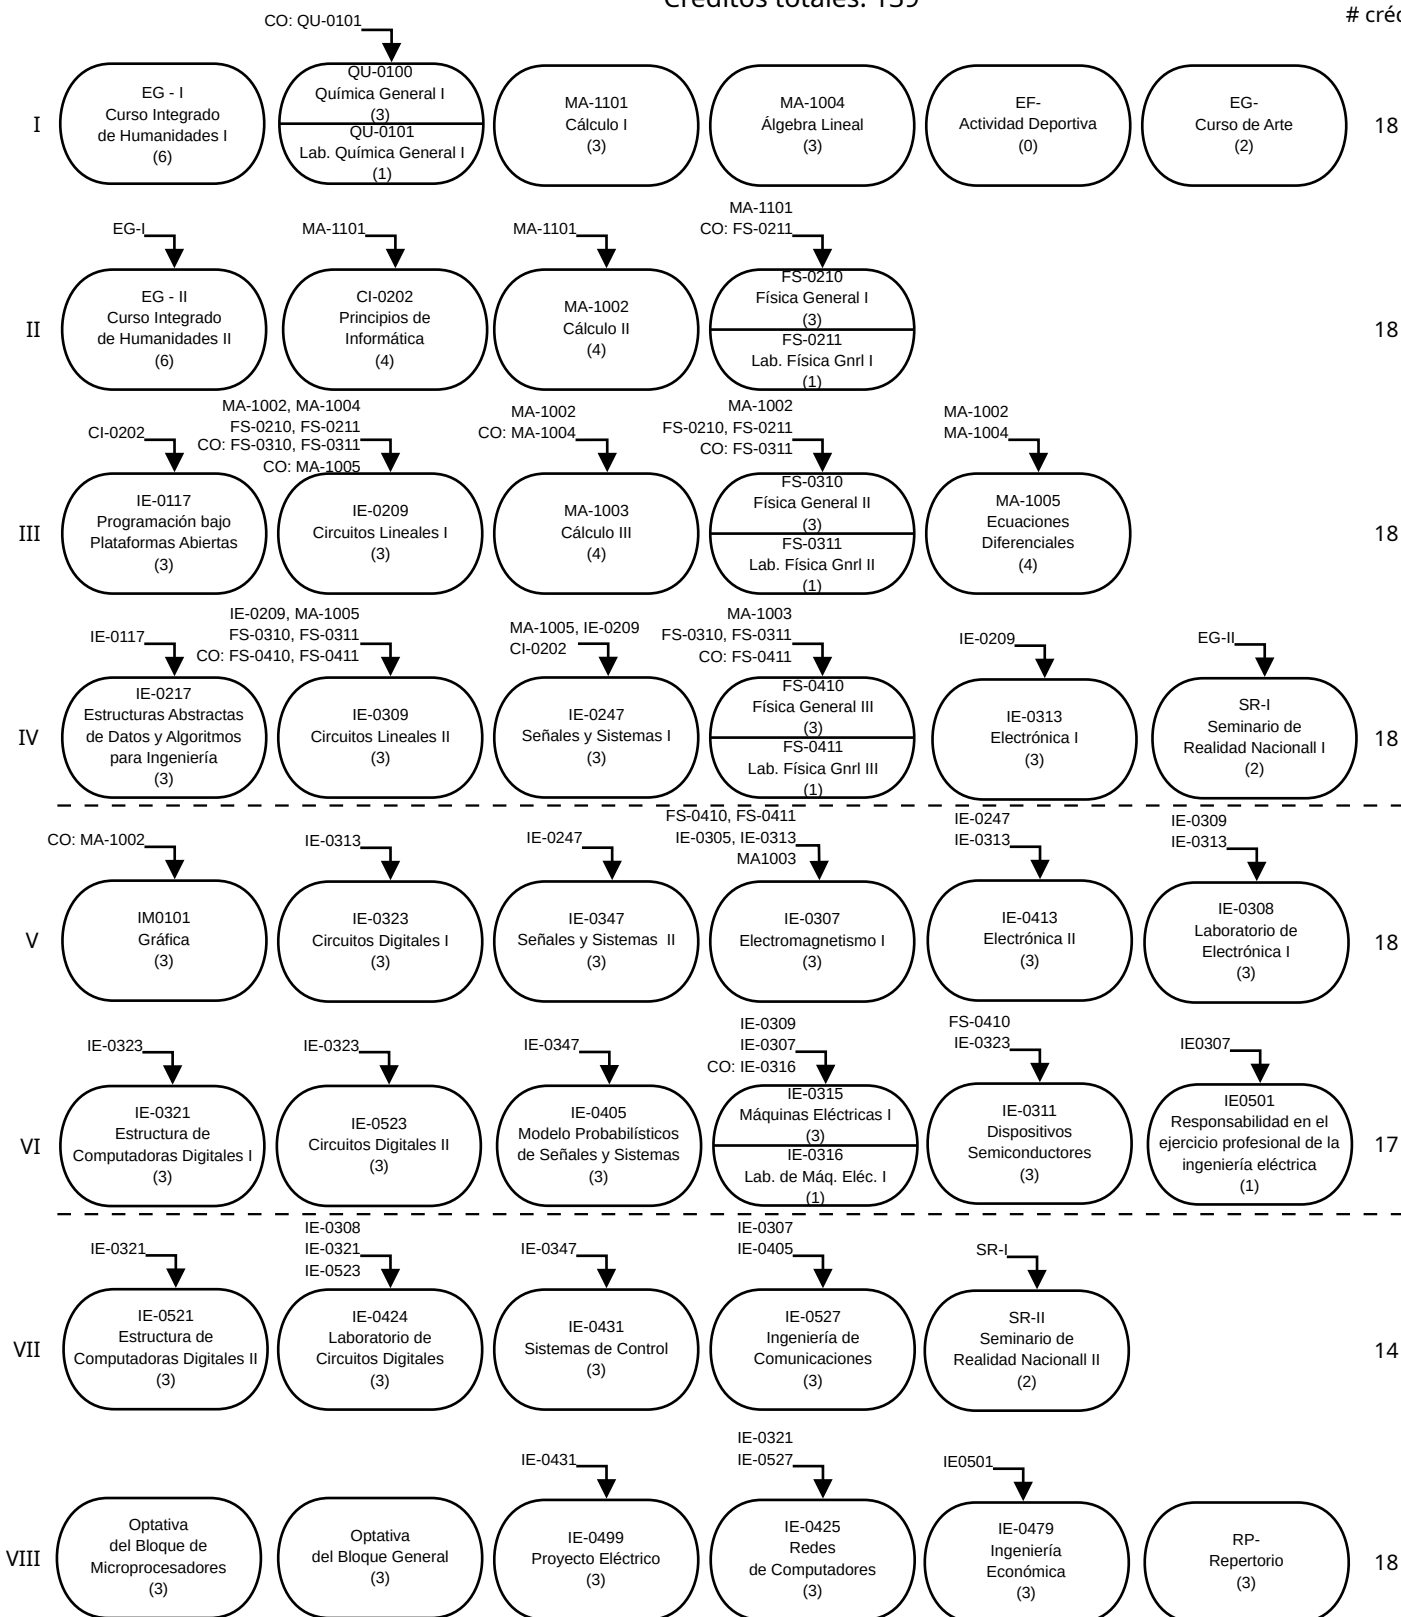 Créditos totales: 139
# créd
CO: QU-0101
I
EG - I
Curso Integrado
de Humanidades I
(6)
QU-0100
Química General I
(3)
QU-0101
Lab. Química General I
(1)
MA-1101
Cálculo I
(3)
MA-1004
Álgebra Lineal
(3)
EF-
Actividad Deportiva
(0)
EG-
Curso de Arte
(2)
18
EG-I
MA-1101
MA-1101
MA-1101
CO: FS-0211
II
EG - II
Curso Integrado
de Humanidades II
(6)
CI-0202
Principios de
Informática
(4)
MA-1002
Cálculo II
(4)
FS-0210
Física General I
(3)
FS-0211
Lab. Física Gnrl I
(1)
18
CI-0202
MA-1002, MA-1004
FS-0210, FS-0211
CO: FS-0310, FS-0311
CO: MA-1005
MA-1002
CO: MA-1004
MA-1002
FS-0210, FS-0211
CO: FS-0311
MA-1002
MA-1004
III
IE-0117
Programación bajo
Plataformas Abiertas
(3)
IE-0209
Circuitos Lineales I
(3)
MA-1003
Cálculo III
(4)
FS-0310
Física General II
(3)
FS-0311
Lab. Física Gnrl II
(1)
MA-1005
Ecuaciones
Diferenciales
(4)
18
IE-0117
IE-0209, MA-1005
FS-0310, FS-0311
CO: FS-0410, FS-0411
MA-1005, IE-0209
CI-0202
MA-1003
FS-0310, FS-0311
CO: FS-0411
IE-0209
EG-II
IV
IE-0217
Estructuras Abstractas
de Datos y Algoritmos
para Ingeniería
(3)
IE-0309
Circuitos Lineales II
(3)
IE-0247
Señales y Sistemas I
(3)
FS-0410
Física General III
(3)
FS-0411
Lab. Física Gnrl III
(1)
IE-0313
Electrónica I
(3)
SR-I
Seminario de
Realidad Nacionall I
(2)
18
CO: MA-1002
IE-0313
IE-0247
FS-0410, FS-0411
IE-0305, IE-0313
MA1003
IE-0247
IE-0313
IE-0309
IE-0313
V
IM0101
Gráfica
(3)
IE-0323
Circuitos Digitales I
(3)
IE-0347
Señales y Sistemas  II
(3)
IE-0307
Electromagnetismo I
(3)
IE-0413
Electrónica II
(3)
IE-0308
Laboratorio de
Electrónica I
(3)
18
IE-0323
IE-0323
IE-0347
IE-0309
IE-0307
CO: IE-0316
FS-0410
IE-0323
IE0307
VI
IE-0321
Estructura de
Computadoras Digitales I
(3)
IE-0523
Circuitos Digitales II
(3)
IE-0405
Modelo Probabilísticos
de Señales y Sistemas
(3)
IE-0315
Máquinas Eléctricas I
(3)
IE-0316
Lab. de Máq. Eléc. I
(1)
IE-0311
Dispositivos
Semiconductores
(3)
IE0501
Responsabilidad en el
ejercicio profesional de la
ingeniería eléctrica
(1)
17
IE-0321
IE-0308
IE-0321
IE-0523
IE-0347
IE-0307
IE-0405
SR-I
VII
IE-0521
Estructura de
Computadoras Digitales II
(3)
IE-0424
Laboratorio de
Circuitos Digitales
(3)
IE-0431
Sistemas de Control
(3)
IE-0527
Ingeniería de
Comunicaciones
(3)
SR-II
Seminario de
Realidad Nacionall II
(2)
14
IE-0431
IE-0321
IE-0527
IE0501
VIII
Optativa
del Bloque de
Microprocesadores
(3)
Optativa
del Bloque General
(3)
IE-0499
Proyecto Eléctrico
(3)
IE-0425
Redes
de Computadores
(3)
IE-0479
Ingeniería
Económica
(3)
RP-
Repertorio
(3)
18